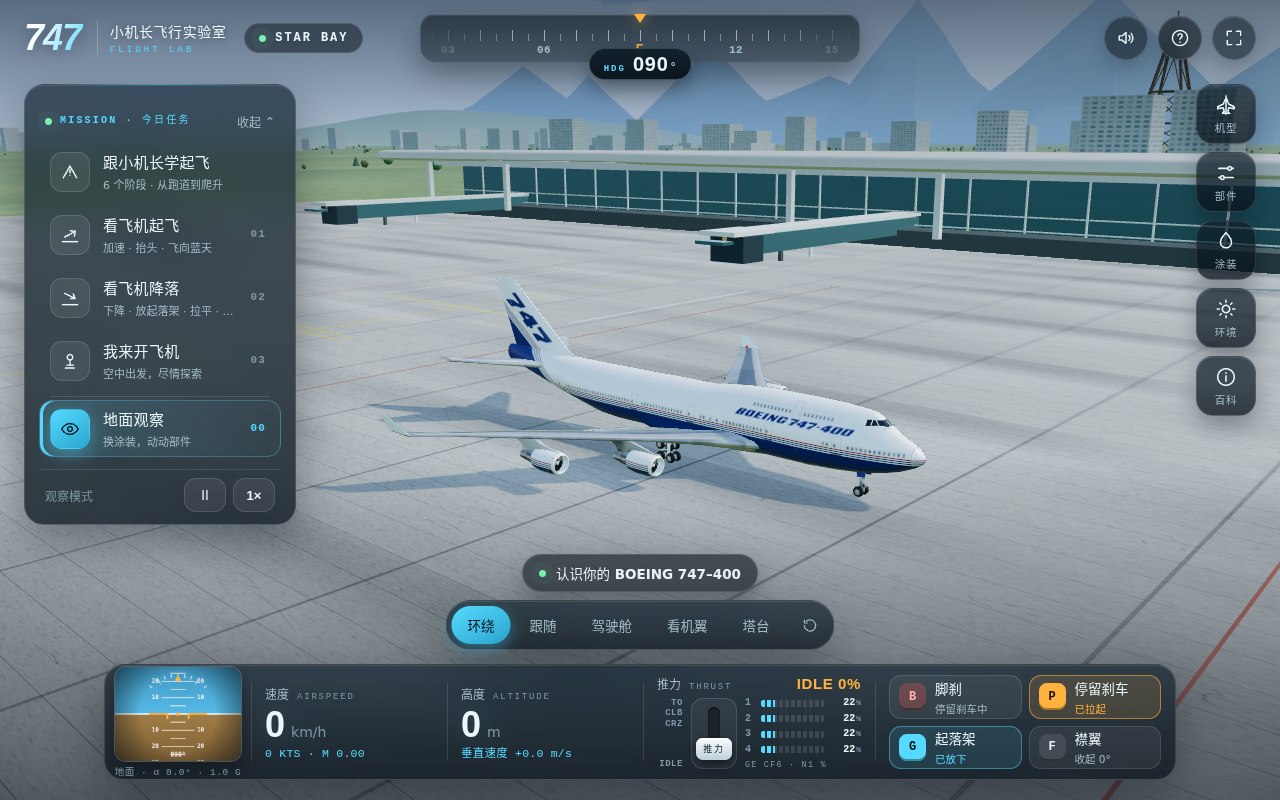 747
小机长飞行实验室
FLIGHT LAB
STAR BAY
03 06 E 12 15
HDG 090°
MISSION · 今日任务
收起
跟小机长学起飞
6 个阶段 · 从跑道到爬升
看飞机起飞
加速 · 抬头 · 飞向蓝天
01
看飞机降落
下降 · 放起落架 · 拉平 · …
02
我来开飞机
空中出发，尽情探索
03
地面观察
换涂装，动动部件
00
观察模式
1×
机型
部件
涂装
环境
百科
747
BOEING 747-400
认识你的 BOEING 747–400
环绕
跟随
驾驶舱
看机翼
塔台
20 20
10 10
10 10
20 20
090°
地面 · α 0.0° · 1.0 G
速度 AIRSPEED
0 km/h
0 KTS · M 0.00
高度 ALTITUDE
0 m
垂直速度 +0.0 m/s
推力 THRUST
IDLE 0%
TO
CLB
CRZ
IDLE
推力
1 22%
2 22%
3 22%
4 22%
GE CF6 · N1 %
B
脚刹
停留刹车中
P
停留刹车
已拉起
G
起落架
已放下
F
襟翼
收起 0°